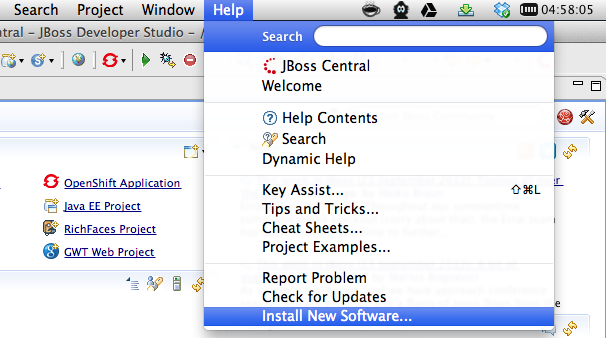 Search Project Window Help 04:58:05
entral - JBoss Developer Studio - /
Search
JBoss Central
Welcome
Help Contents
Search
Dynamic Help
Key Assist... ⇧⌘L
Tips and Tricks...
Cheat Sheets...
Project Examples...
Report Problem
Check for Updates
Install New Software...
OpenShift Application
Java EE Project
RichFaces Project
GWT Web Project